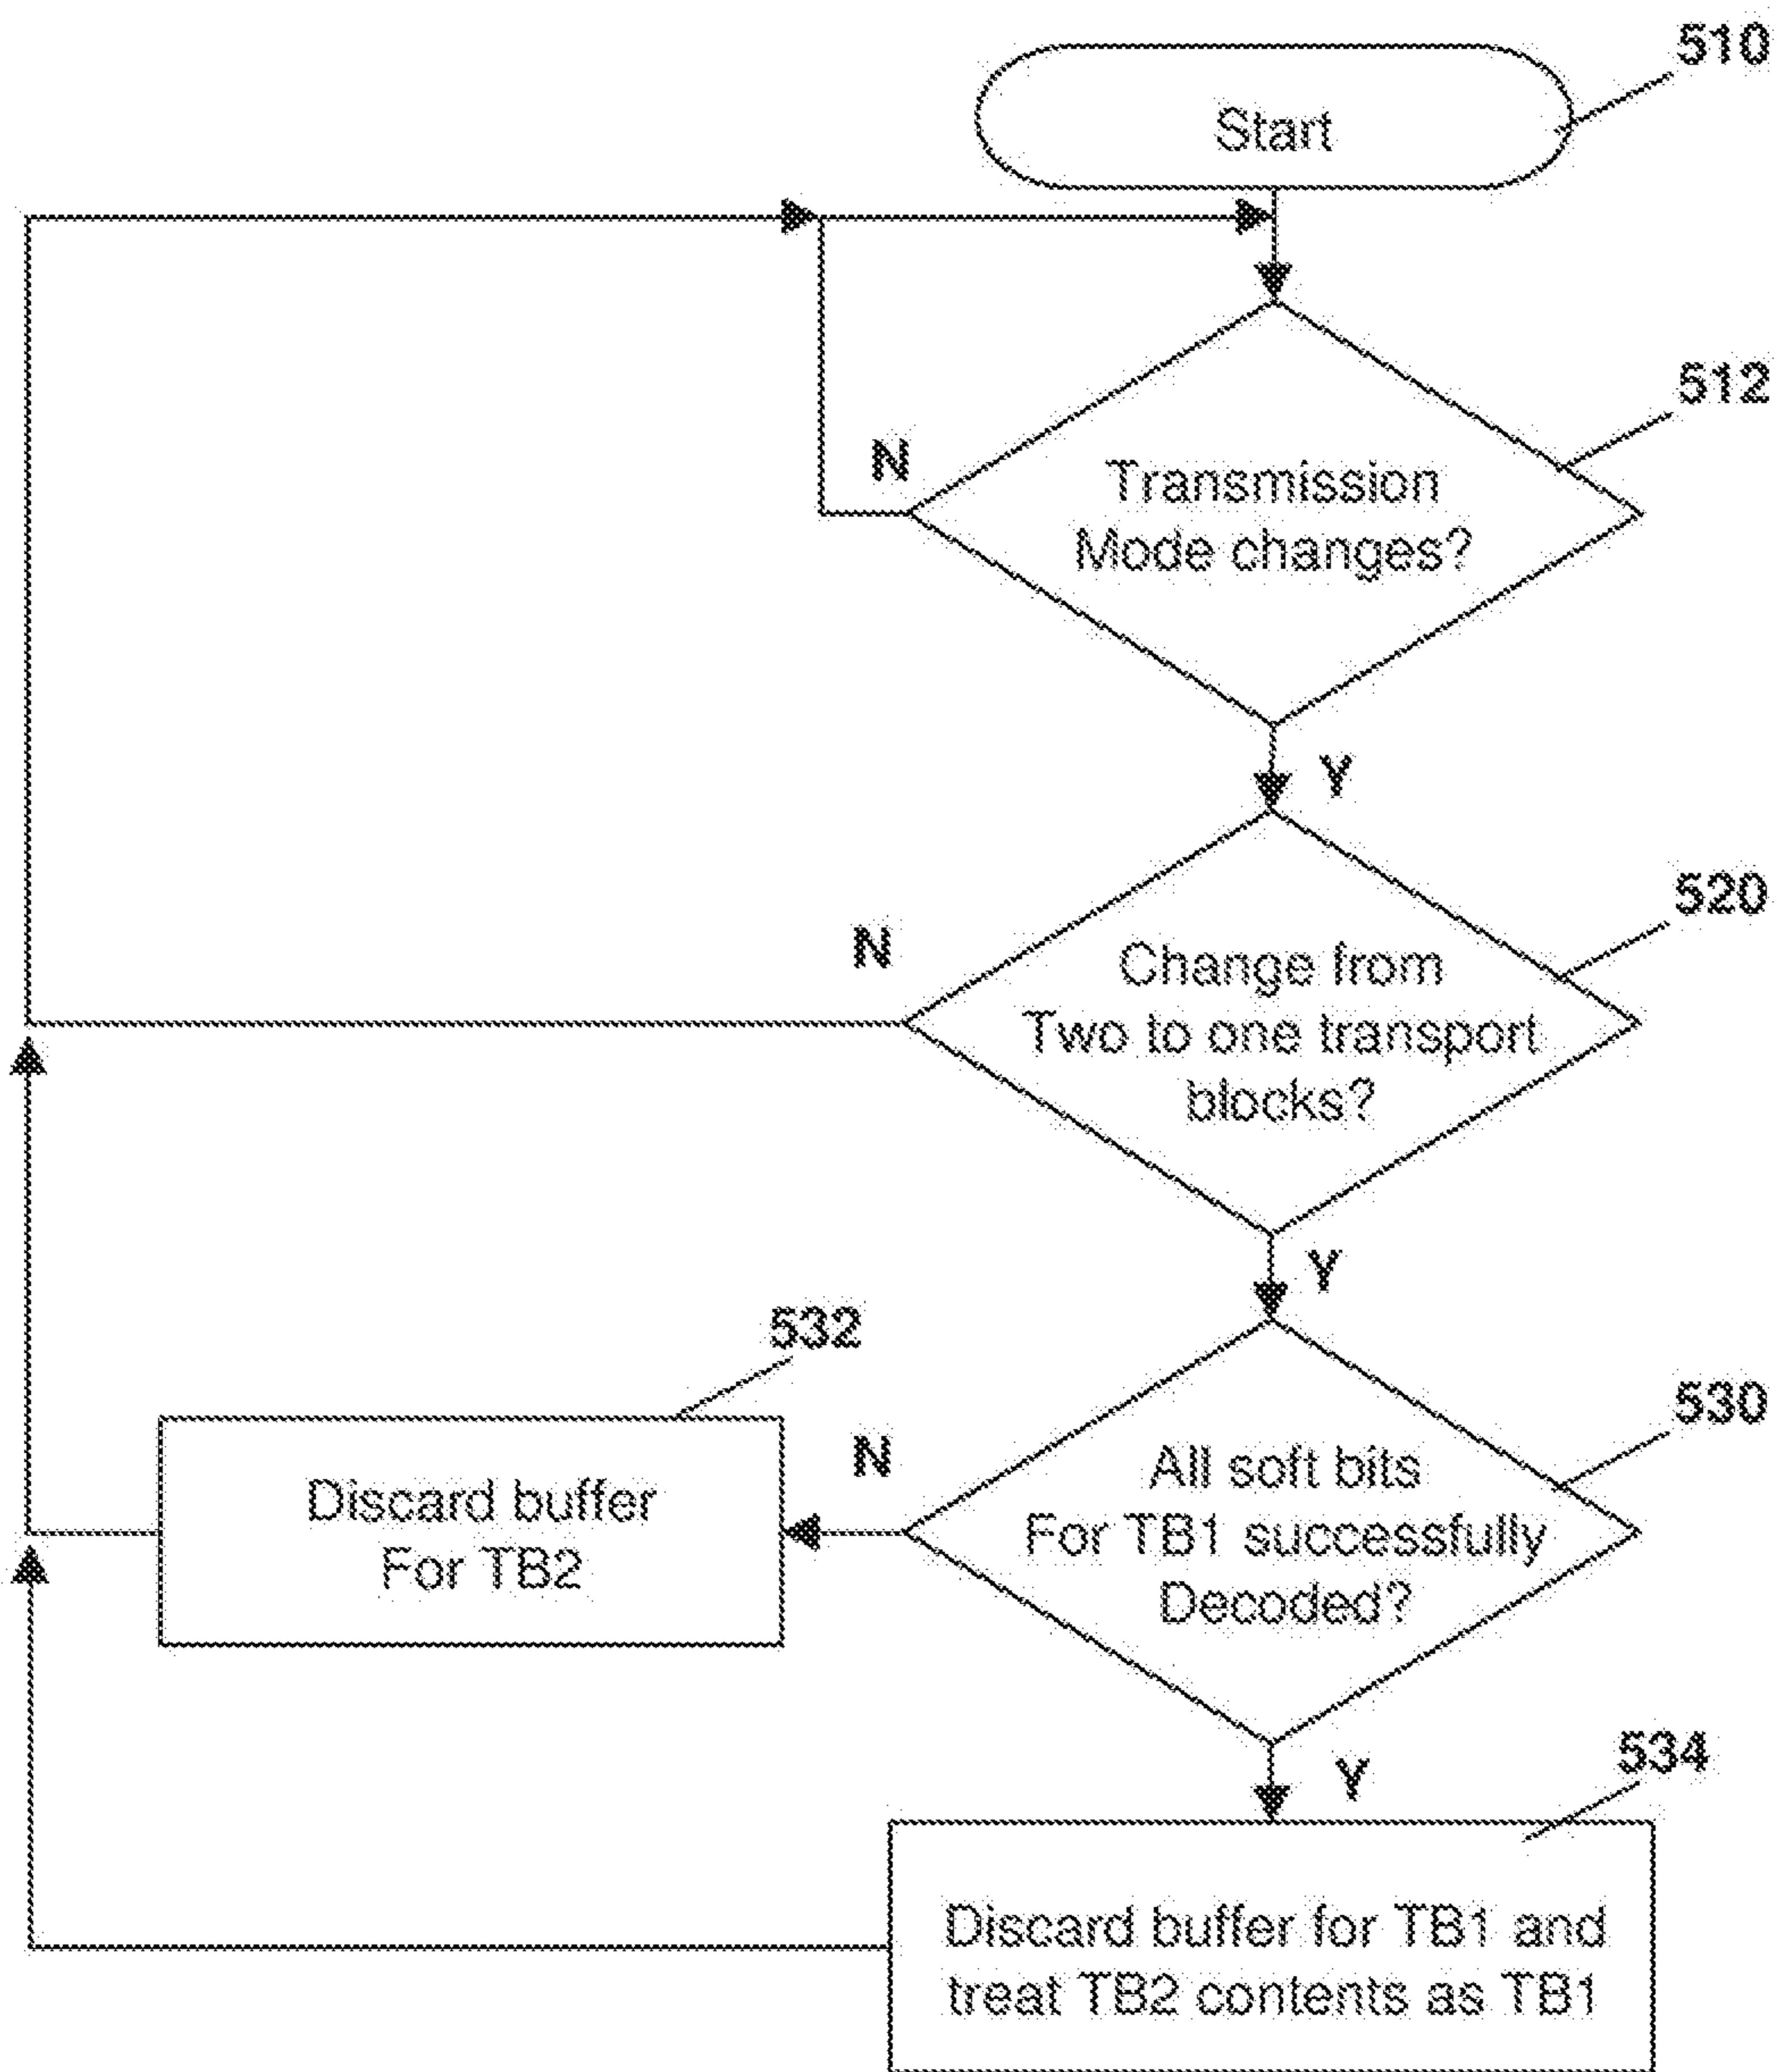 510
Start
512
N
Transmission
Mode changes?
Y
520
N
Change from
Two to one transport
blocks?
Y
532
530
N
Discard buffer
For TB2
All soft bits
For TB1 successfully
Decoded?
Y
534
Discard buffer for TB1 and
treat TB2 contents as TB1